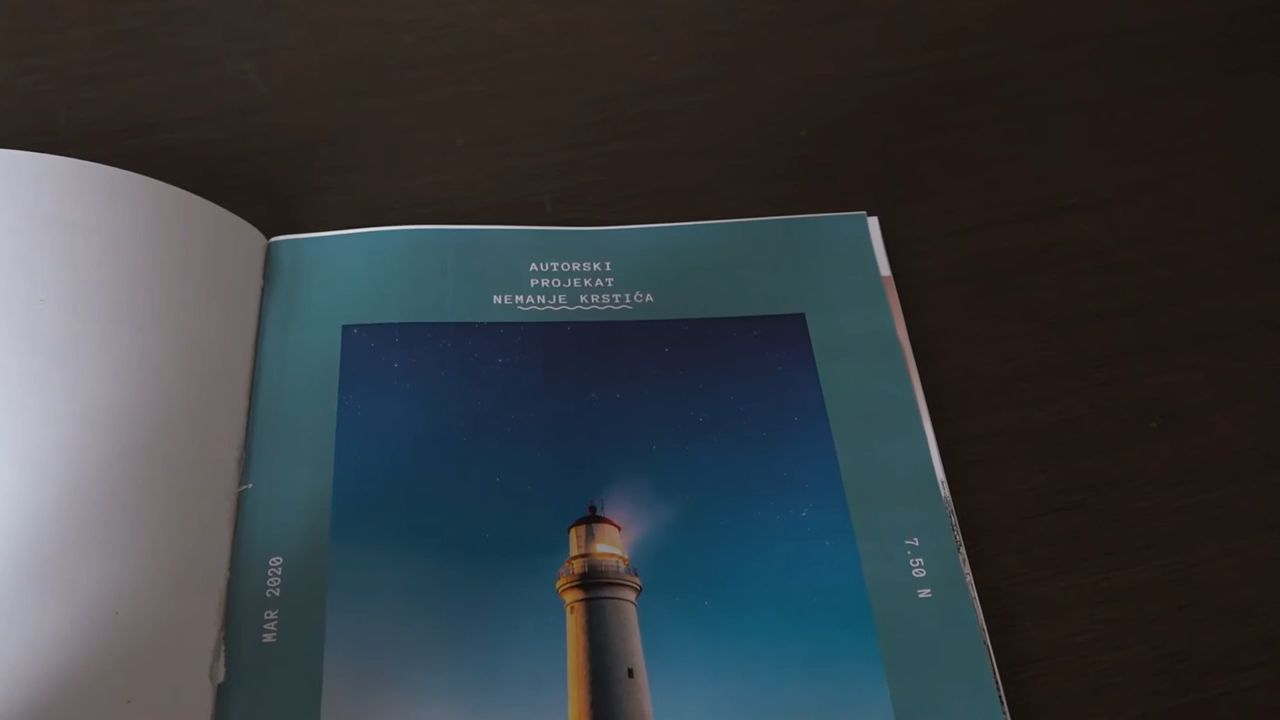 AUTORSKI
PROJEKAT
NEMANJE KRSTIĆA
MAR 2020
7.50 N